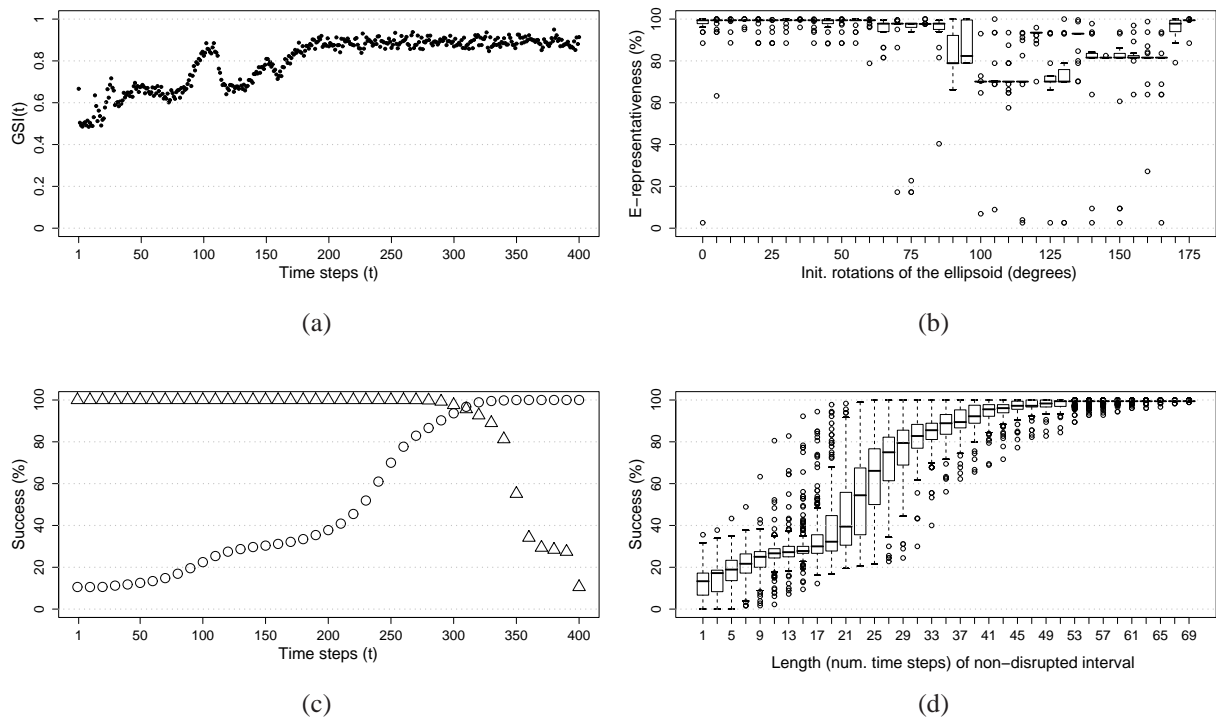 GSI(t)
1
0.8
0.6
0.4
0.2
0
1 50 100 150 200 250 300 350 400
Time steps (t)
(a)
E−representativeness (%)
100
80
60
40
20
0
0 25 50 75 100 125 150 175
Init. rotations of the ellipsoid (degrees)
(b)
Success (%)
100
80
60
40
20
0
1 50 100 150 200 250 300 350 400
Time steps (t)
(c)
Success (%)
100
80
60
40
20
0
1 5 9 13 17 21 25 29 33 37 41 45 49 53 57 61 65 69
Length (num. time steps) of non−disrupted interval
(d)